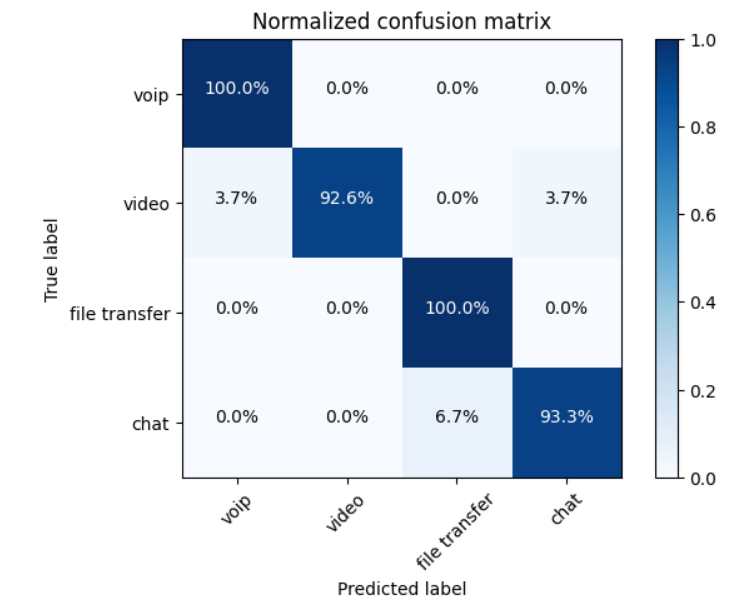 Normalized confusion matrix
True label
voip
100.0% 0.0% 0.0% 0.0%
video
3.7% 92.6% 0.0% 3.7%
file transfer
0.0% 0.0% 100.0% 0.0%
chat
0.0% 0.0% 6.7% 93.3%
voip
video
file transfer
chat
Predicted label
1.0
0.8
0.6
0.4
0.2
0.0